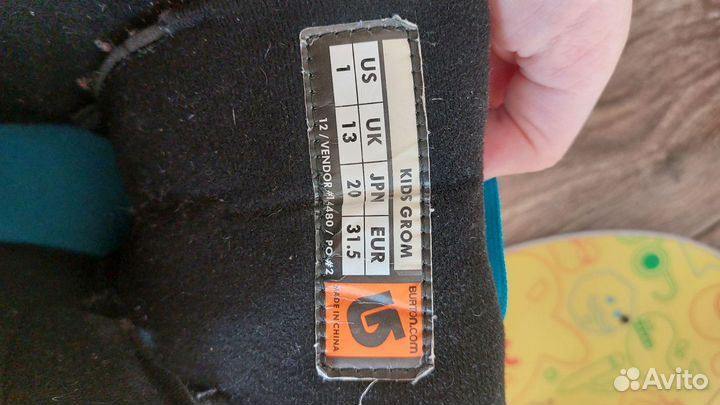 KIDS GROM
US UK JPN EUR
1 13 20 31.5
12 / VENDOR #14480 / PO #2
BURTON.COM
MADE IN CHINA
Avito